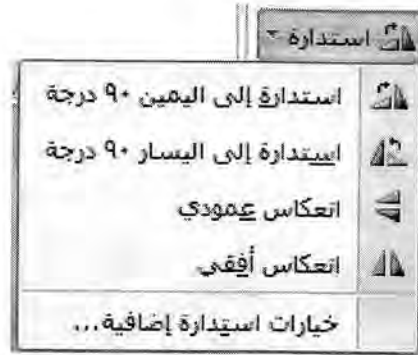 استدارة
استدارة إلى اليمين ٩٠ درجة
استدارة إلى اليسار ٩٠ درجة
انعكاس عمودي
انعكاس أفقي
خيارات استدارة إضافية...